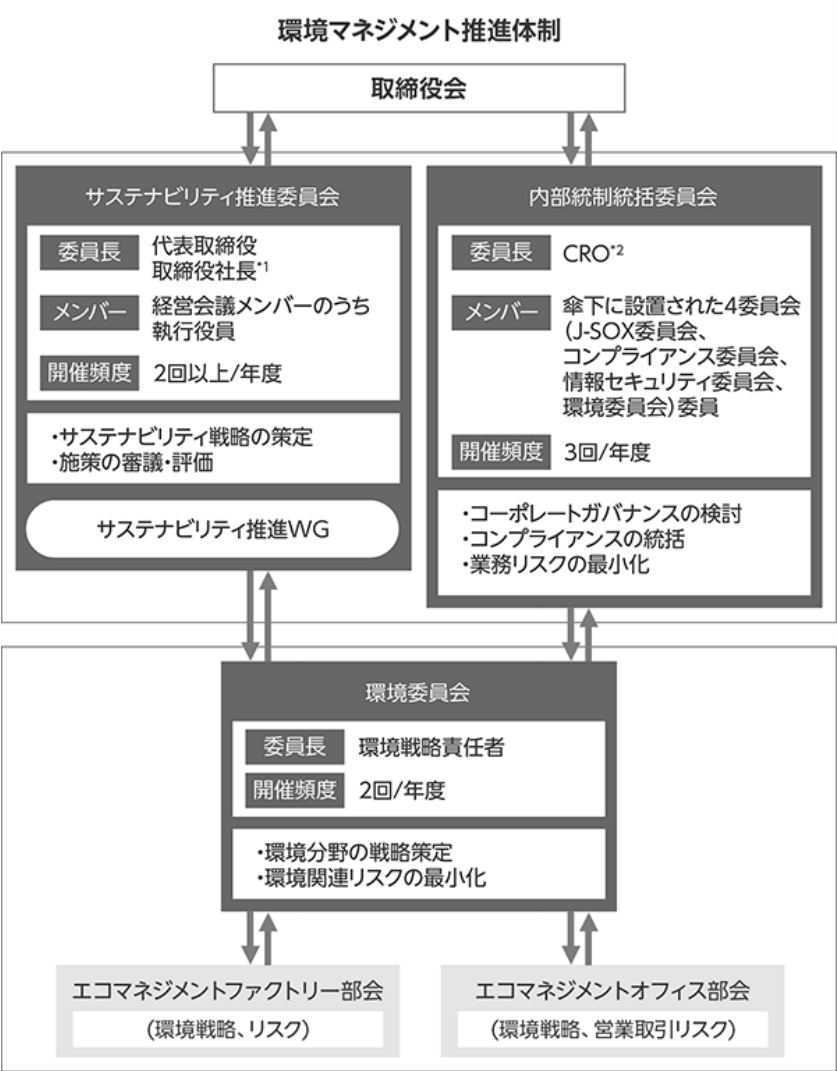 環境マネジメント推進体制
取締役会
サステナビリティ推進委員会
委員長
代表取締役
取締役社長*1
メンバー
経営会議メンバーのうち
執行役員
開催頻度
2回以上/年度
・サステナビリティ戦略の策定
・施策の審議・評価
サステナビリティ推進WG
内部統制統括委員会
委員長
CRO*2
メンバー
傘下に設置された4委員会
(J-SOX委員会、
コンプライアンス委員会、
情報セキュリティ委員会、
環境委員会)委員
開催頻度
3回/年度
・コーポレートガバナンスの検討
・コンプライアンスの統括
・業務リスクの最小化
環境委員会
委員長
環境戦略責任者
開催頻度
2回/年度
・環境分野の戦略策定
・環境関連リスクの最小化
エコマネジメントファクトリー部会
(環境戦略、リスク)
エコマネジメントオフィス部会
(環境戦略、営業取引リスク)